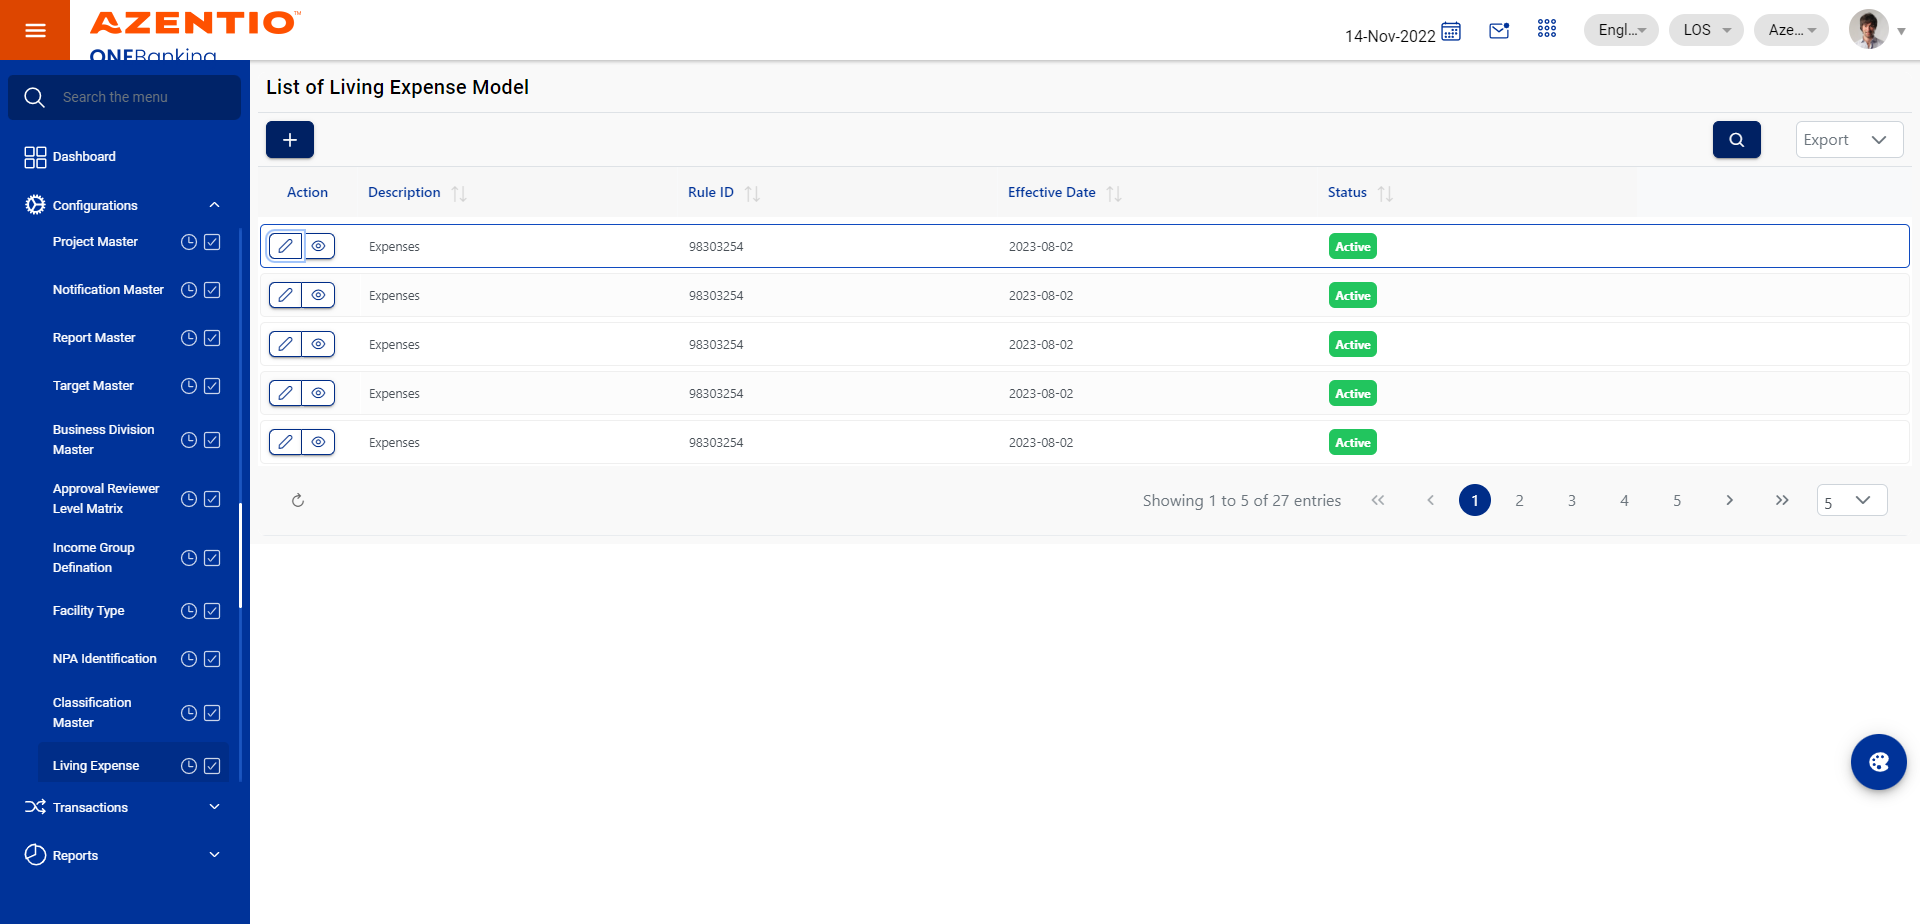 AZENTIO™
ONEBanking
14-Nov-2022
Engl...
LOS
Aze...
Search the menu
Dashboard
Configurations
Project Master
Notification Master
Report Master
Target Master
Business Division
Master
Approval Reviewer
Level Matrix
Income Group
Defination
Facility Type
NPA Identification
Classification
Master
Living Expense
Transactions
Reports
List of Living Expense Model
Export
Action Description Rule ID Effective Date Status
Expenses 98303254 2023-08-02 Active
Expenses 98303254 2023-08-02 Active
Expenses 98303254 2023-08-02 Active
Expenses 98303254 2023-08-02 Active
Expenses 98303254 2023-08-02 Active
Showing 1 to 5 of 27 entries 1 2 3 4 5 5